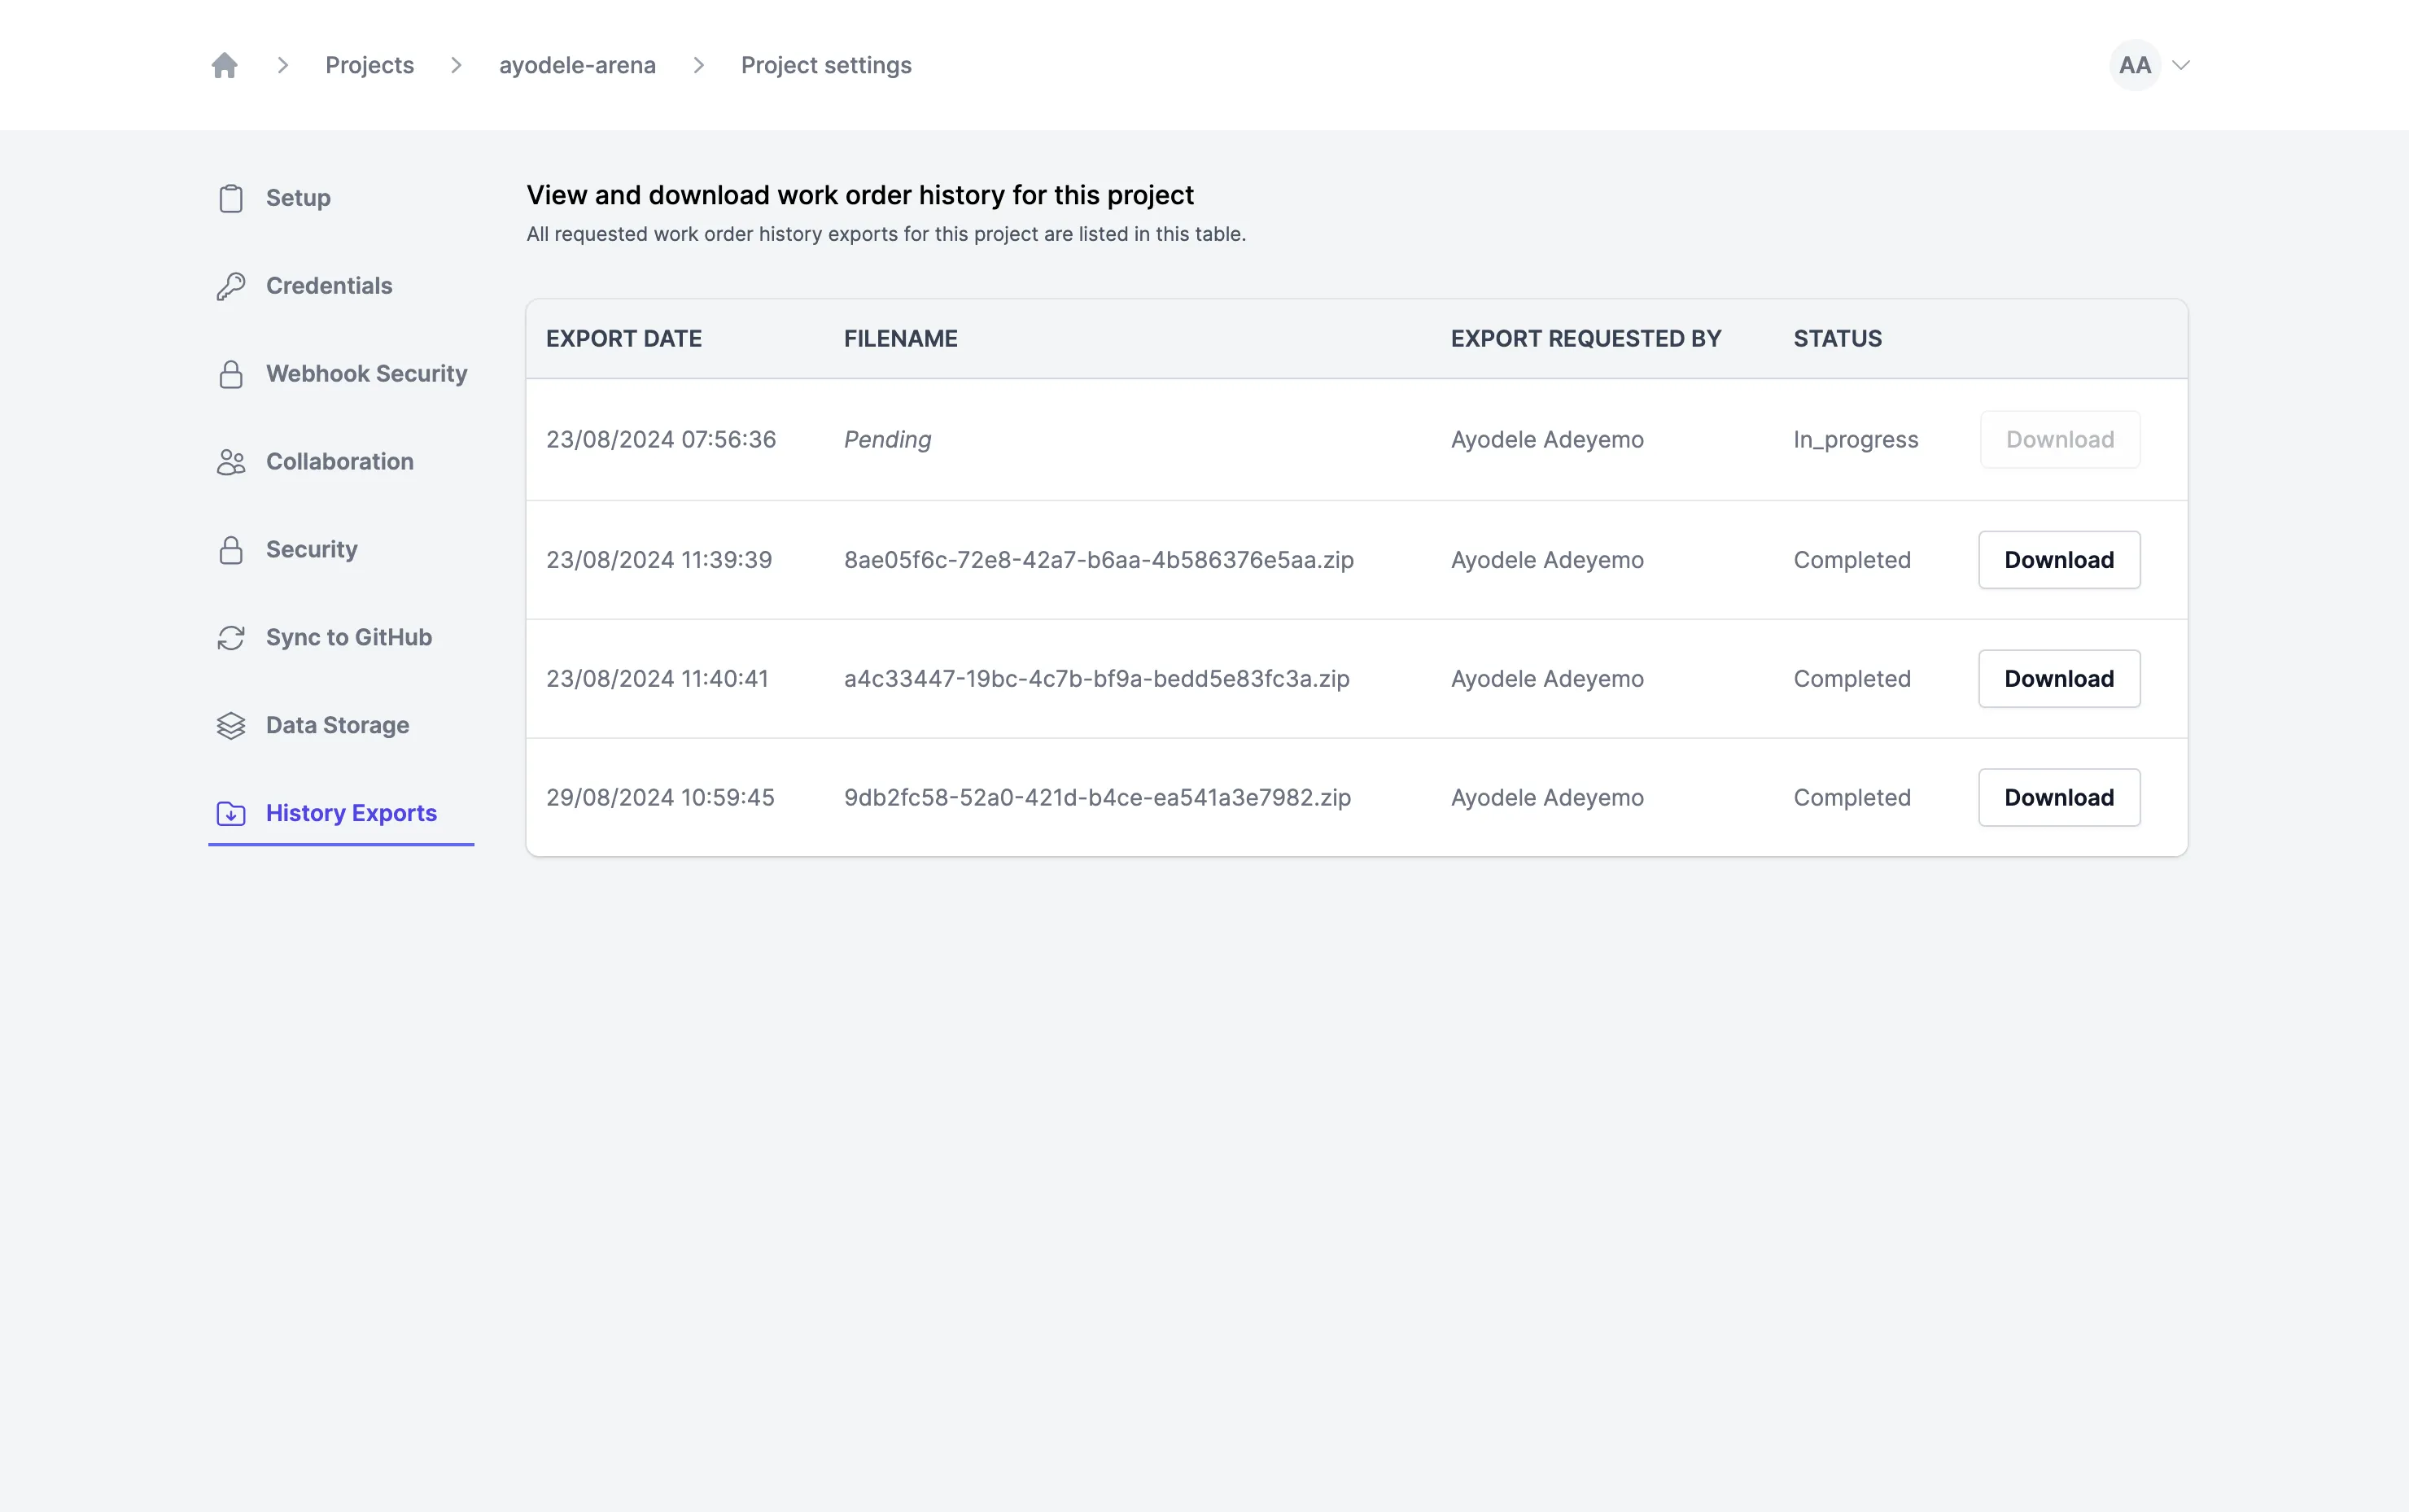 Projects ayodele-arena Project settings AA
Setup
Credentials
Webhook Security
Collaboration
Security
Sync to GitHub
Data Storage
History Exports
View and download work order history for this project
All requested work order history exports for this project are listed in this table.
EXPORT DATE FILENAME EXPORT REQUESTED BY STATUS
23/08/2024 07:56:36 Pending Ayodele Adeyemo In_progress Download
23/08/2024 11:39:39 8ae05f6c-72e8-42a7-b6aa-4b586376e5aa.zip Ayodele Adeyemo Completed Download
23/08/2024 11:40:41 a4c33447-19bc-4c7b-bf9a-bedd5e83fc3a.zip Ayodele Adeyemo Completed Download
29/08/2024 10:59:45 9db2fc58-52a0-421d-b4ce-ea541a3e7982.zip Ayodele Adeyemo Completed Download